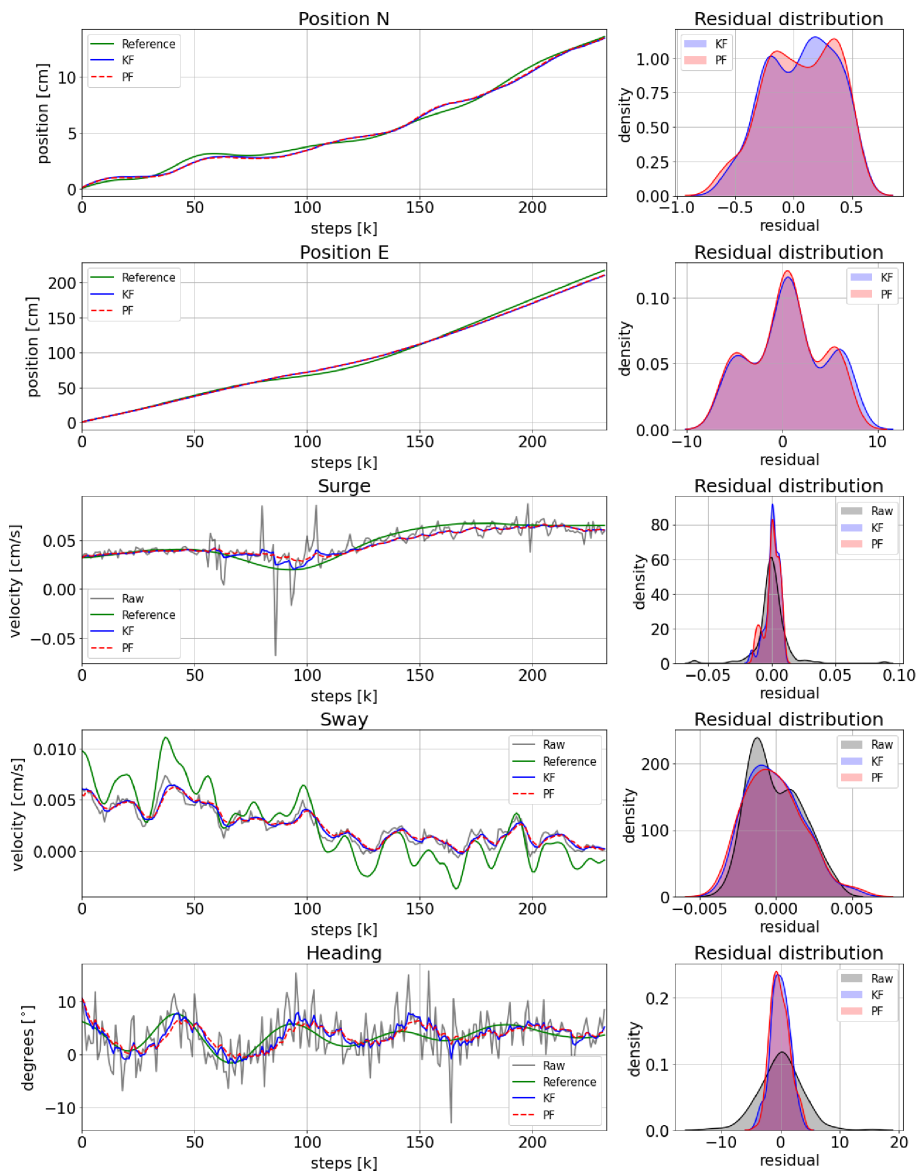 Position N
position [cm]
10
5
0
Reference
KF
PF
0
50
100
150
200
steps [k]
Residual distribution
density
1.00
0.75
0.50
0.25
0.00
KF
PF
−1.0
−0.5
0.0
0.5
residual
Position E
position [cm]
200
150
100
50
0
Reference
KF
PF
0
50
100
150
200
steps [k]
Residual distribution
density
0.10
0.05
0.00
KF
PF
−10
0
10
residual
Surge
velocity [cm/s]
0.05
0.00
−0.05
Raw
Reference
KF
PF
0
50
100
150
200
steps [k]
Residual distribution
density
80
60
40
20
0
Raw
KF
PF
−0.05
0.00
0.05
0.10
residual
Sway
velocity [cm/s]
0.010
0.005
0.000
Raw
Reference
KF
PF
0
50
100
150
200
steps [k]
Residual distribution
density
200
100
0
Raw
KF
PF
−0.005
0.000
0.005
residual
Heading
degrees [°]
10
0
−10
Raw
Reference
KF
PF
0
50
100
150
200
steps [k]
Residual distribution
density
0.2
0.1
0.0
Raw
KF
PF
−10
0
10
20
residual